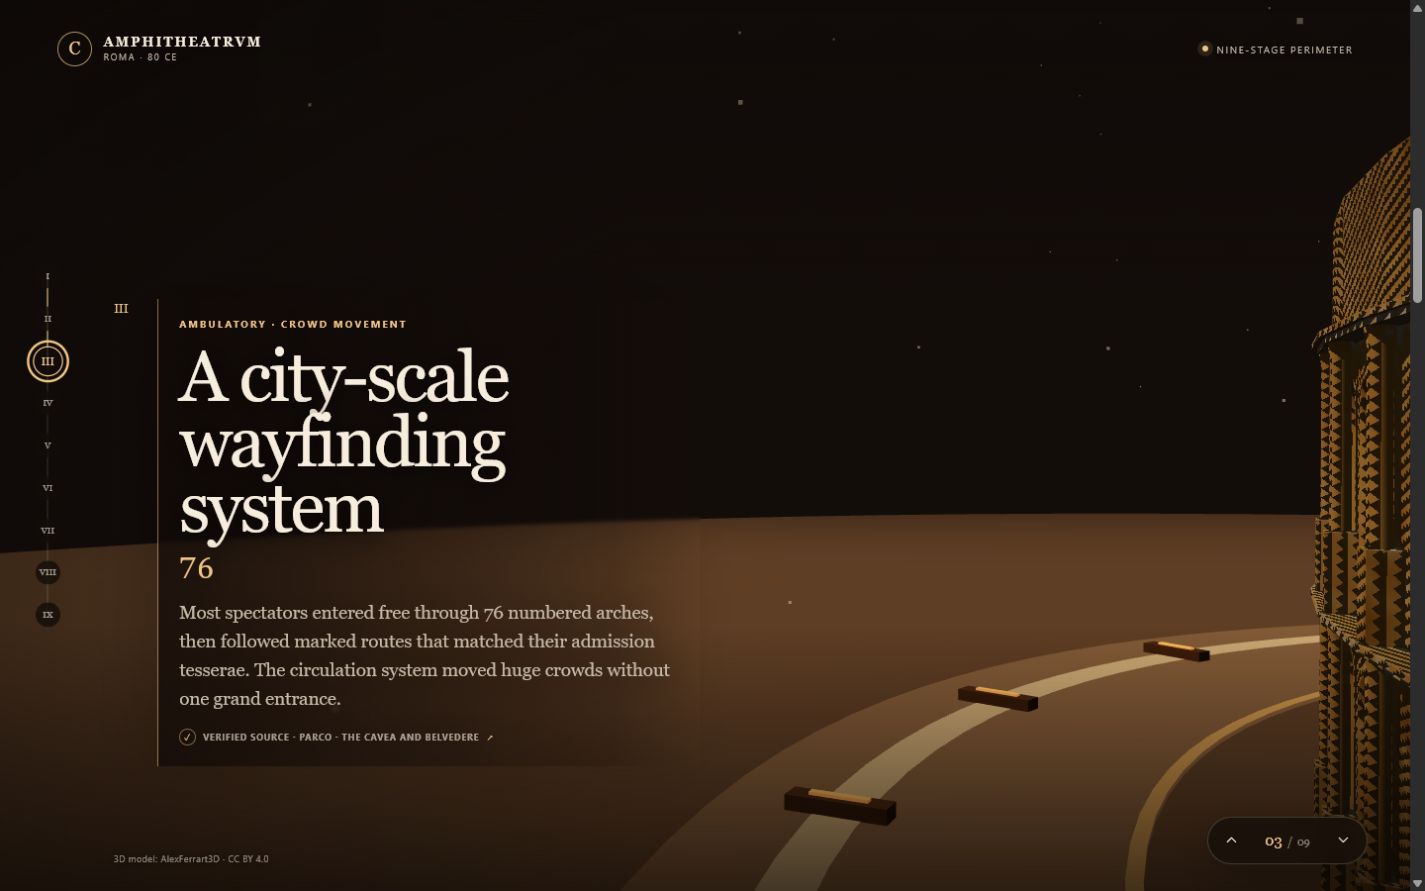 C
AMPHITHEATRVM
ROMA · 80 CE
NINE-STAGE PERIMETER
I
II
III
IV
V
VI
VII
VIII
IX
III
AMBULATORY · CROWD MOVEMENT
A city-scale
wayfinding
system
76
Most spectators entered free through 76 numbered arches,
then followed marked routes that matched their admission
tesserae. The circulation system moved huge crowds without
one grand entrance.
✓ VERIFIED SOURCE · PARCO · THE CAVEA AND BELVEDERE ↗
3D model: AlexFerrart3D · CC BY 4.0
03 / 09